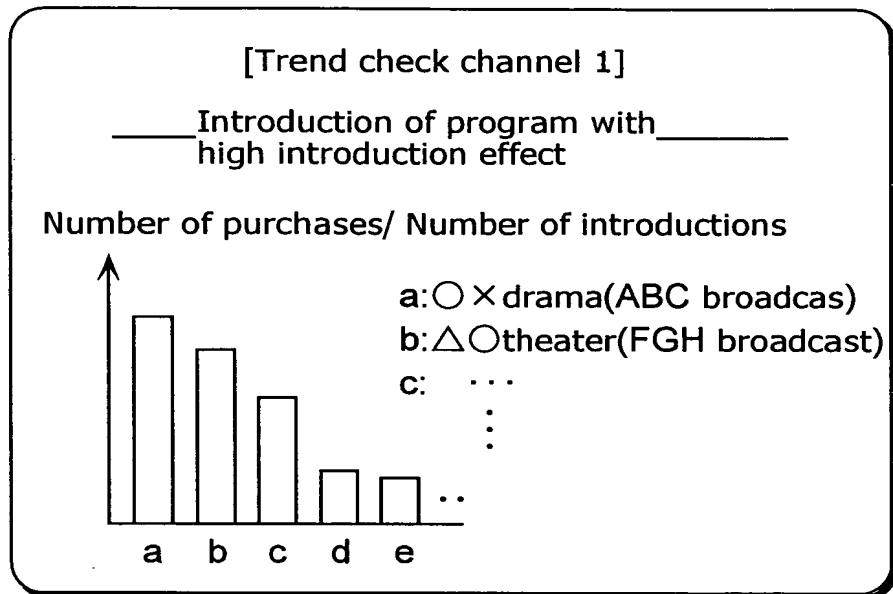 [Trend check channel 1]
Introduction of program with
high introduction effect
Number of purchases/ Number of introductions
a:○×drama(ABC broadcas)
b:△○theater(FGH broadcast)
c: ···
a b c d e ··